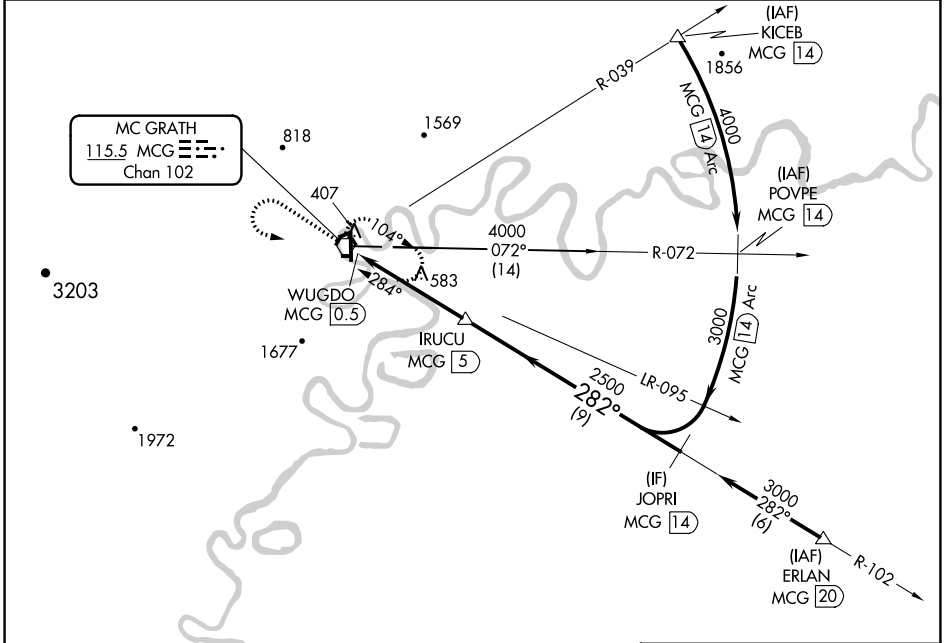 (IAF)
KICEB
MCG 14
R-039
1856
MC GRATH
115.5 MCG
Chan 102
818
1569
4000
MCG 14 Arc
407
104°
(IAF)
POVPE
MCG 14
4000
072°
(14)
R-072
3203
583
284°
WUGDO
MCG 0.5
3000
MCG 14 Arc
IRUCU
MCG 5
1677
2500
282°
(9)
LR-095
1972
(IF)
JOPRI
MCG 14
3000
282°
(6)
(IAF)
ERLAN
MCG 20
R-102